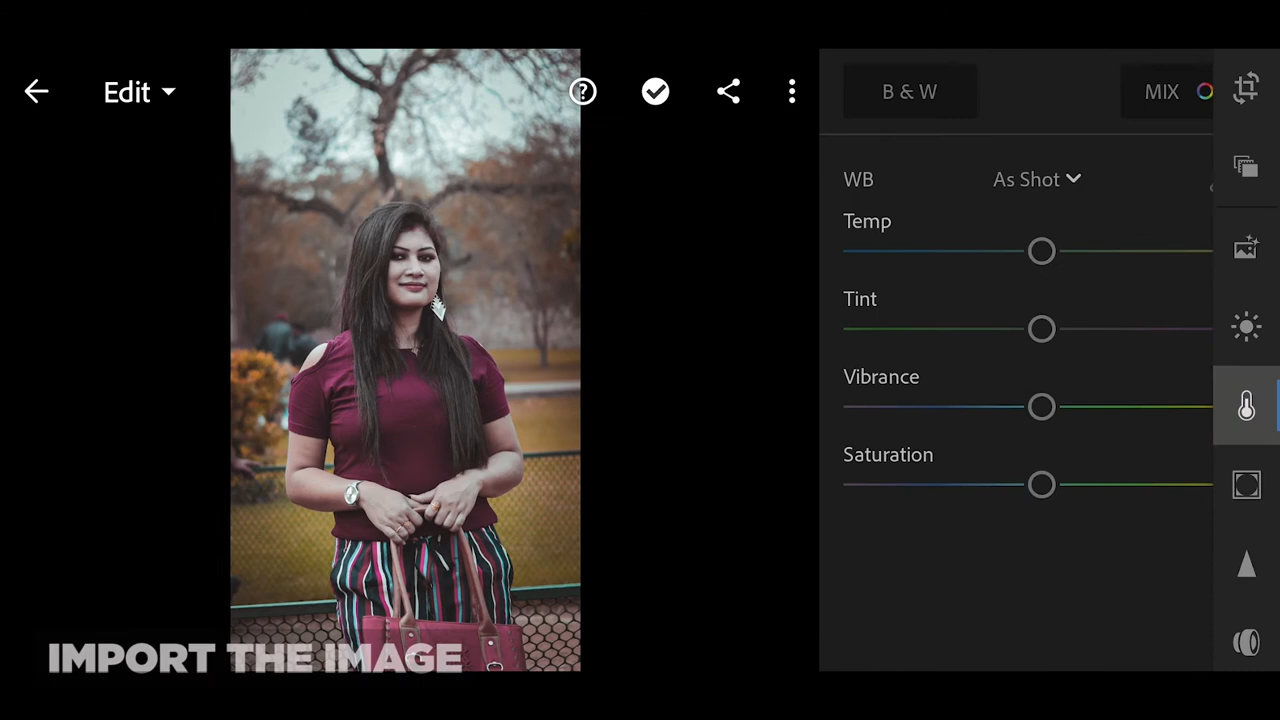 Edit
B & W
MIX
WB
As Shot
Temp
Tint
Vibrance
Saturation
IMPORT THE IMAGE